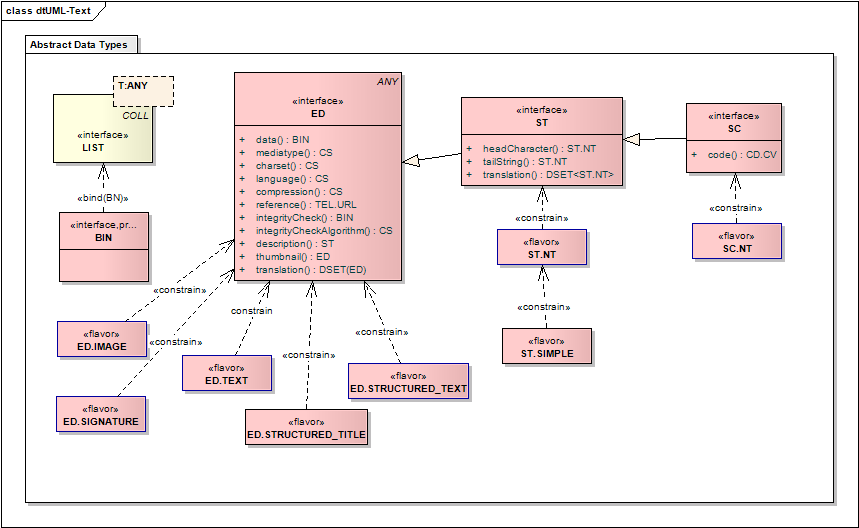 class dtUML-Text
Abstract Data Types
T:ANY
COLL
«interface»
LIST
«bind(BN)»
«interface,pr...
BIN
ANY
«interface»
ED
+ data() : BIN
+ mediatype() : CS
+ charset() : CS
+ language() : CS
+ compression() : CS
+ reference() : TEL.URL
+ integrityCheck() : BIN
+ integrityCheckAlgorithm() : CS
+ description() : ST
+ thumbnail() : ED
+ translation() : DSET(ED)
«interface»
ST
+ headCharacter() : ST.NT
+ tailString() : ST.NT
+ translation() : DSET<ST.NT>
«interface»
SC
+ code() : CD.CV
«constrain»
«constrain»
«flavor»
ST.NT
«flavor»
SC.NT
«constrain»
«constrain»
constrain
«constrain»
«constrain»
«constrain»
«flavor»
ED.IMAGE
«flavor»
ST.SIMPLE
«flavor»
ED.TEXT
«flavor»
ED.STRUCTURED_TEXT
«flavor»
ED.SIGNATURE
«flavor»
ED.STRUCTURED_TITLE